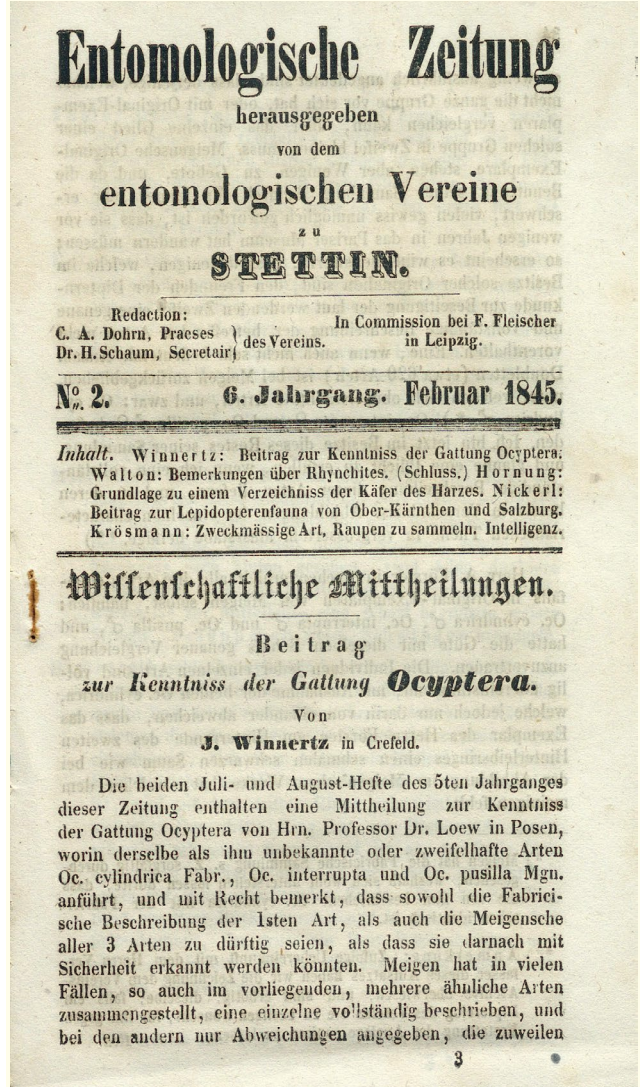 Entomologische Zeitung
herausgegeben
von dem
entomologischen Vereine
zu
STETTIN.
Redaction:
C. A. Dohrn, Praeses
Dr. H. Schaum, Secretair
} des Vereins.
In Commission bei F. Fleischer
in Leipzig.
No. 2. 6. Jahrgang. Februar 1845.
Inhalt. Winnertz: Beitrag zur Kenntniss der Gattung Ocyptera.
Walton: Bemerkungen über Rhynchites. (Schluss.) Hornung:
Grundlage zu einem Verzeichniss der Käfer des Harzes. Nickerl:
Beitrag zur Lepidopterenfauna von Ober-Kärnthen und Salzburg.
Krösmann: Zweckmässige Art, Raupen zu sammeln. Intelligenz.
Wissenschaftliche Mittheilungen.
Beitrag
zur Kenntniss der Gattung Ocyptera.
Von
J. Winnertz in Crefeld.
Die beiden Juli- und August-Hefte des 5ten Jahrganges
dieser Zeitung enthalten eine Mittheilung zur Kenntniss
der Gattung Ocyptera von Hrn. Professor Dr. Loew in Posen,
worin derselbe als ihm unbekannte oder zweifelhafte Arten
Oc. cylindrica Fabr., Oc. interrupta und Oc. pusilla Mgn.
anführt, und mit Recht bemerkt, dass sowohl die Fabrici-
sche Beschreibung der 1sten Art, als auch die Meigensche
aller 3 Arten zu dürftig seien, als dass sie darnach mit
Sicherheit erkannt werden könnten. Meigen hat in vielen
Fällen, so auch im vorliegenden, mehrere ähnliche Arten
zusammengestellt, eine einzelne vollständig beschrieben, und
bei den andern nur Abweichungen angegeben, die zuweilen
3